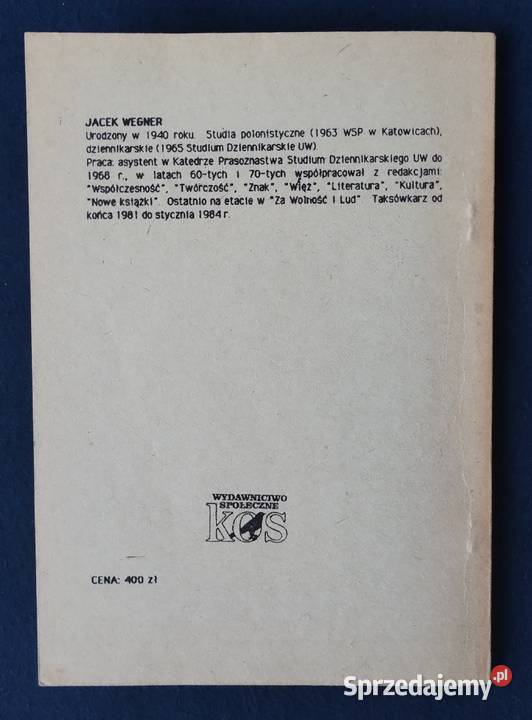 JACEK WEGNER
Urodzony w 1940 roku. Studia polonistyczne (1963 WSP w Katowicach),
dziennikarskie (1965 Studium Dziennikarskie UW).
Praca: asystent w Katedrze Prasoznastwa Studium Dziennikarskiego UW do
1968 r., w latach 60-tych i 70-tych współpracował z redakcjami:
"Współczesność", "Twórczość", "Znak", "Więź", "Literatura", "Kultura",
"Nowe książki". Ostatnio na etacie w "Za Wolność i Lud" Taksówkarz od
końca 1981 do stycznia 1984 r.
WYDAWNICTWO
SPOŁECZNE
KOS
CENA: 400 zł
Sprzedajemy.pl